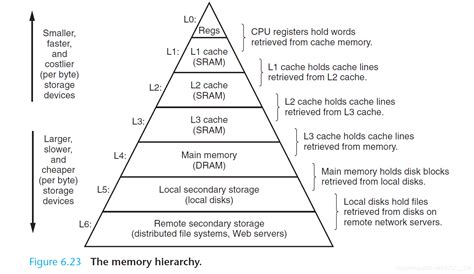 Smaller,
faster,
and
costlier
(per byte)
storage
devices
Larger,
slower,
and
cheaper
(per byte)
storage
devices
L0:
Regs
CPU registers hold words
retrieved from cache memory.
L1:
L1 cache
(SRAM)
L1 cache holds cache lines
retrieved from L2 cache.
L2:
L2 cache
(SRAM)
L2 cache holds cache lines
retrieved from L3 cache.
L3:
L3 cache
(SRAM)
L3 cache holds cache lines
retrieved from memory.
L4:
Main memory
(DRAM)
Main memory holds disk blocks
retrieved from local disks.
L5:
Local secondary storage
(local disks)
Local disks hold files
retrieved from disks on
remote network servers.
L6:
Remote secondary storage
(distributed file systems, Web servers)
Figure 6.23 The memory hierarchy.